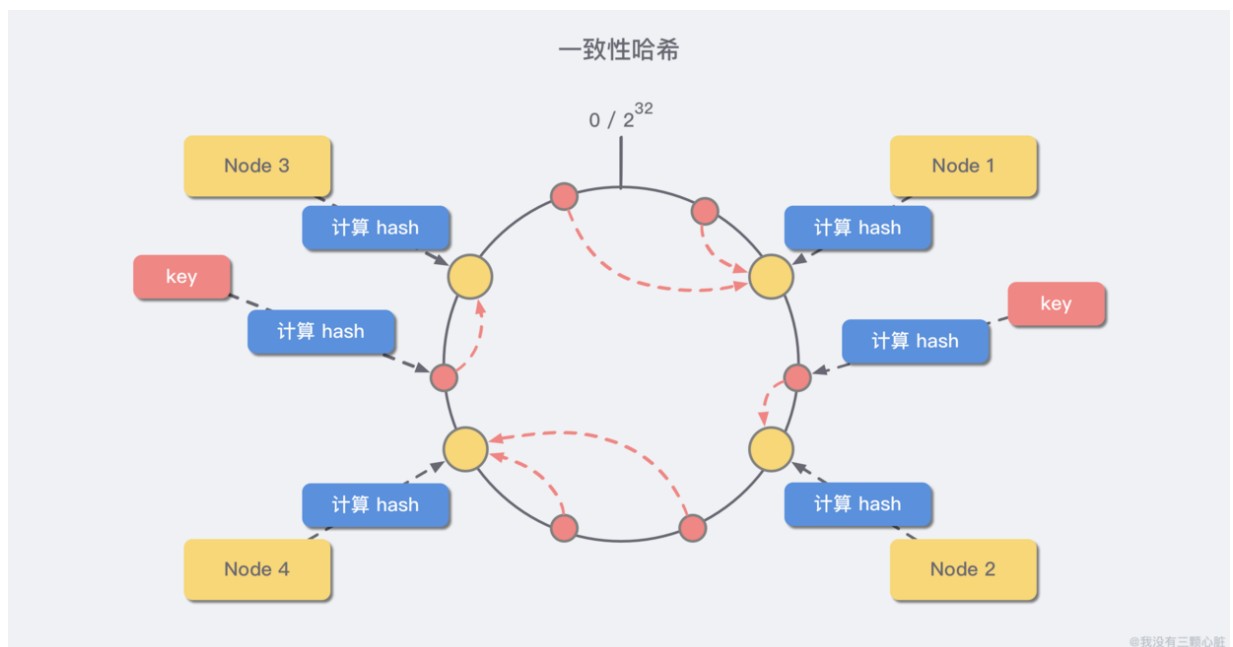 一致性哈希
0 / 2^32
Node 3
Node 1
计算 hash
计算 hash
key
key
计算 hash
计算 hash
计算 hash
计算 hash
Node 4
Node 2
@我没有三颗心脏